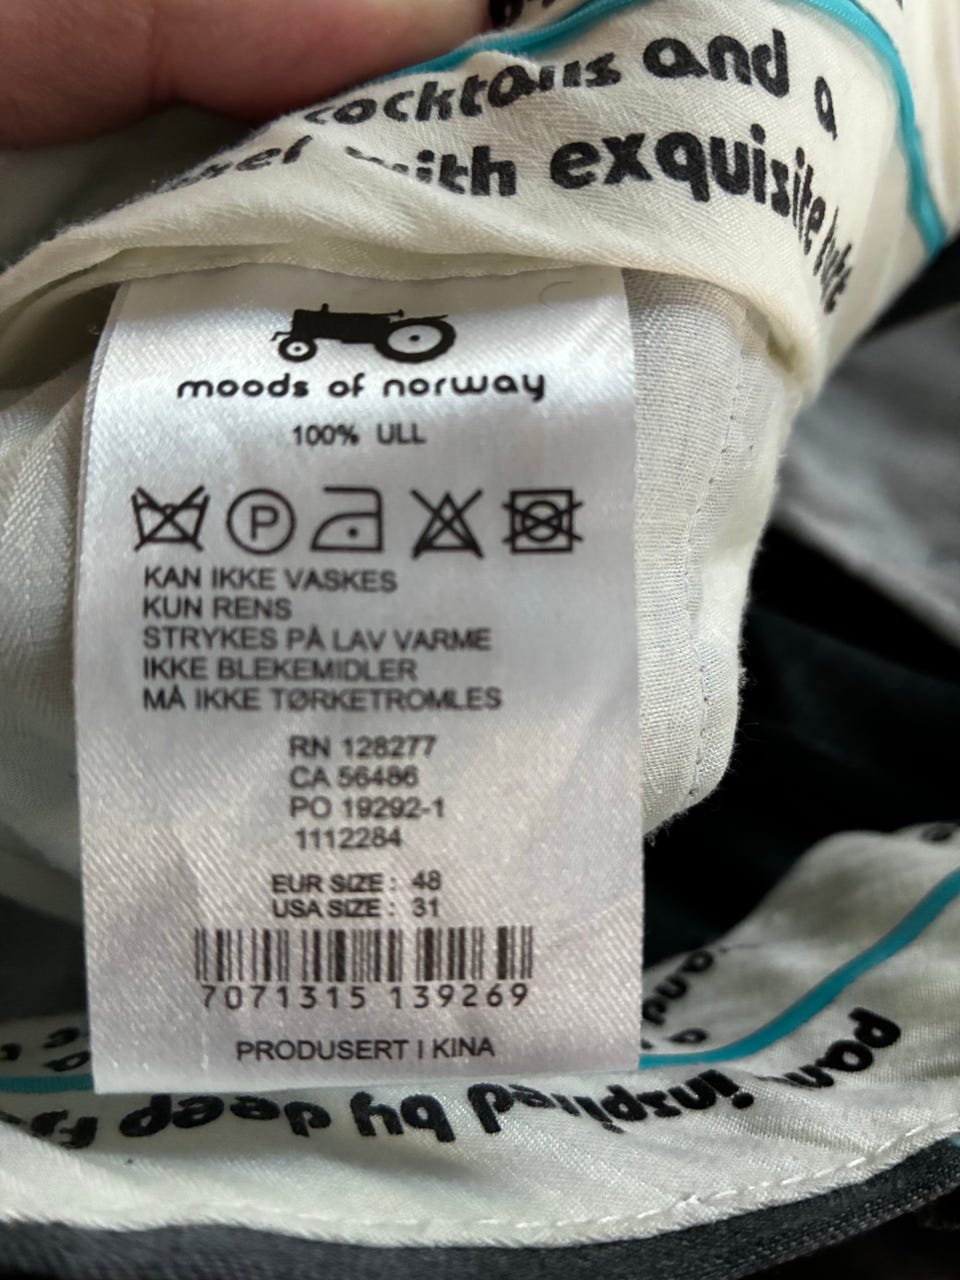 cocktails and a
with exquisite butt
moods of norway
100% ULL
P
KAN IKKE VASKES
KUN RENS
STRYKES PÅ LAV VARME
IKKE BLEKEMIDLER
MÅ IKKE TØRKETROMLES
RN 128277
CA 56486
PO 19292-1
1112284
EUR SIZE : 48
USA SIZE : 31
7071315 139269
PRODUSERT I KINA
inspired by deep